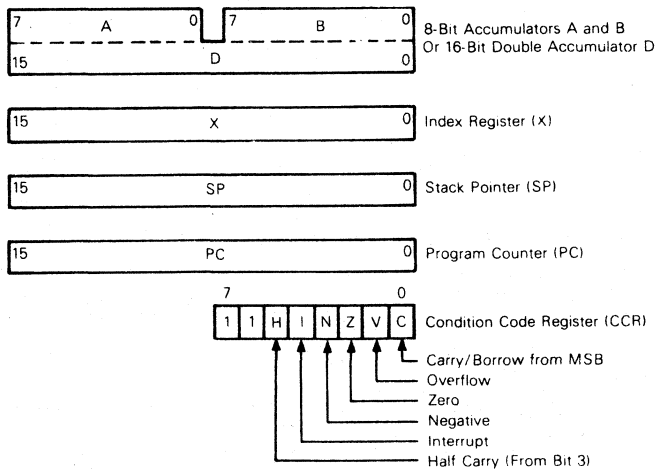 7 A 0 7 B 0 8-Bit Accumulators A and B
Or 16-Bit Double Accumulator D
15 D 0
15 X 0 Index Register (X)
15 SP 0 Stack Pointer (SP)
15 PC 0 Program Counter (PC)
7 0
1 1 H I N Z V C Condition Code Register (CCR)
Carry/Borrow from MSB
Overflow
Zero
Negative
Interrupt
Half Carry (From Bit 3)